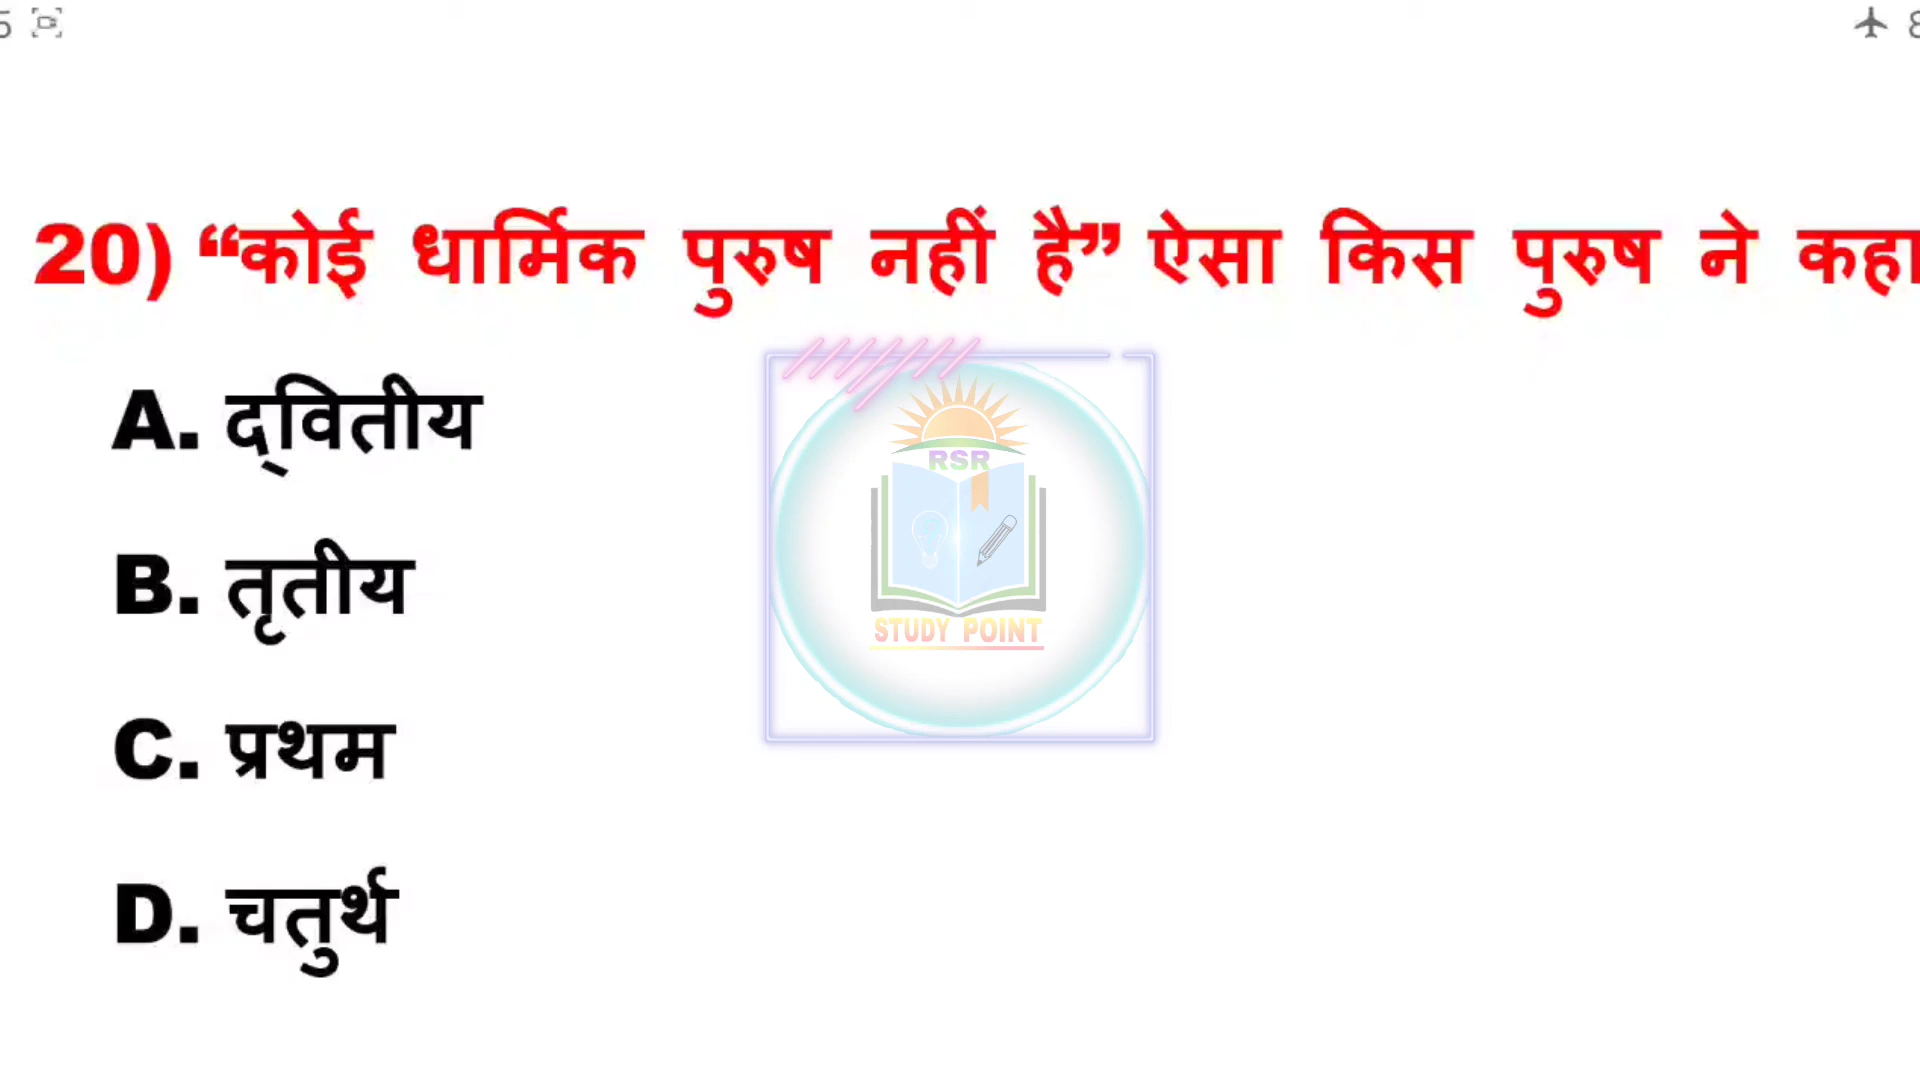 20) “कोई धार्मिक पुरुष नहीं है” ऐसा किस पुरुष ने कहा
A. द्वितीय
RSR
B. तृतीय
STUDY POINT
C. प्रथम
D. चतुर्थ